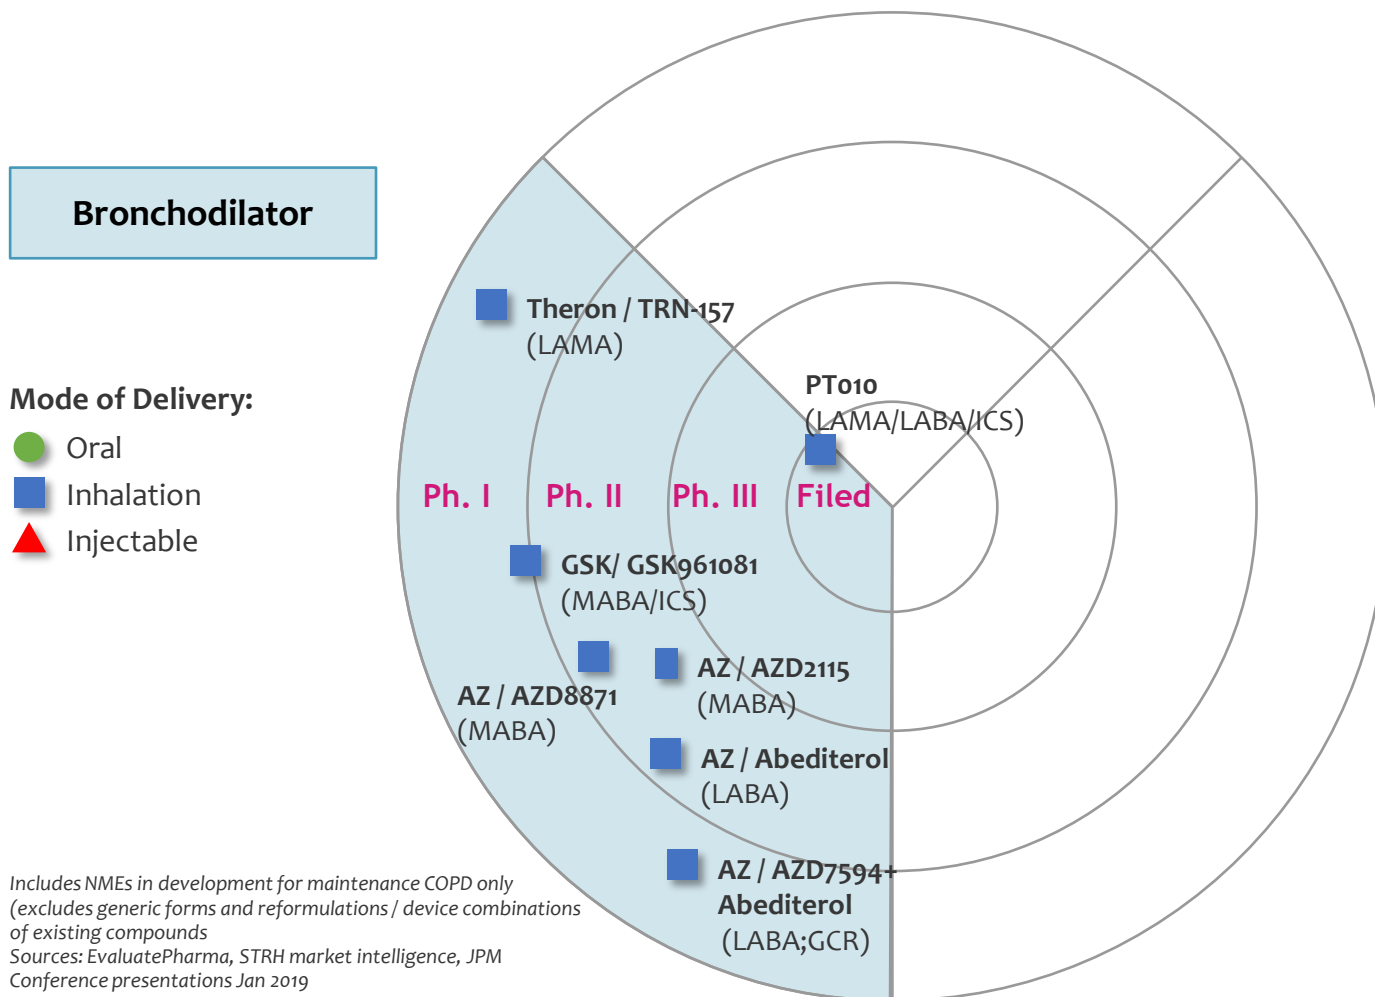 Bronchodilator
Mode of Delivery:
Oral
Inhalation
Injectable
Theron / TRN-157
(LAMA)
PT010
(LAMA/LABA/ICS)
Ph. I
Ph. II
Ph. III
Filed
GSK/ GSK961081
(MABA/ICS)
AZ / AZD8871
(MABA)
AZ / AZD2115
(MABA)
AZ / Abediterol
(LABA)
AZ / AZD7594+
Abediterol
(LABA;GCR)
Includes NMEs in development for maintenance COPD only
(excludes generic forms and reformulations / device combinations
of existing compounds
Sources: EvaluatePharma, STRH market intelligence, JPM
Conference presentations Jan 2019